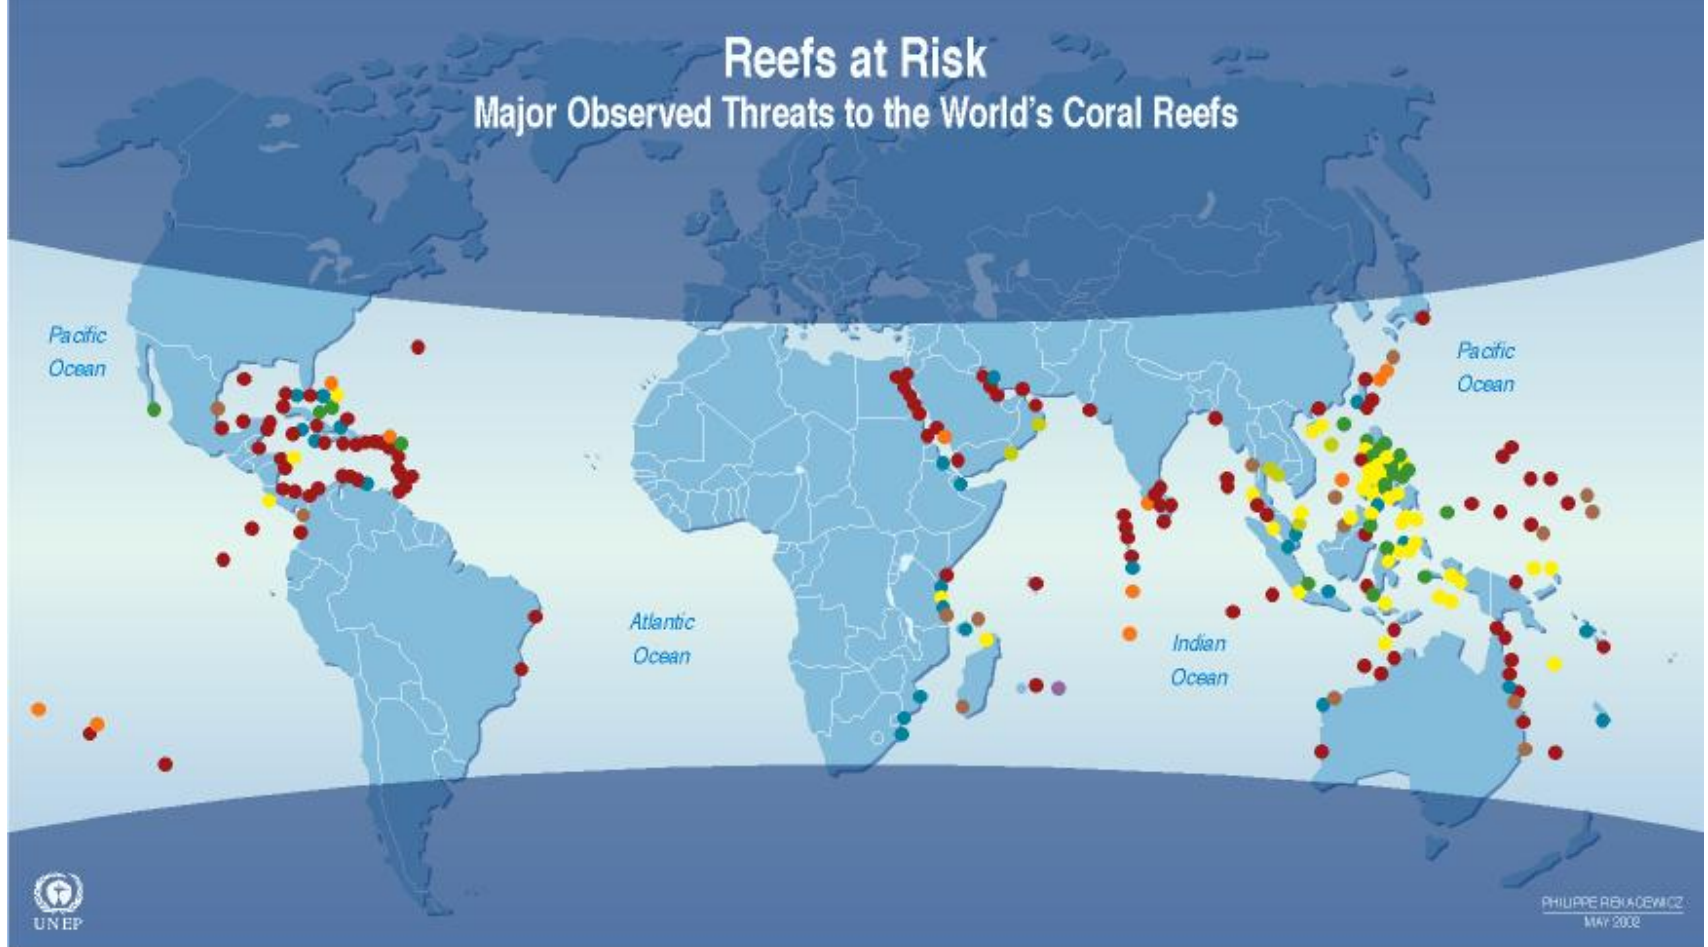 Reefs at Risk
Major Observed Threats to the World's Coral Reefs
Pacific
Ocean
Pacific
Ocean
Atlantic
Ocean
Indian
Ocean
UNEP
PHILIPPE REKACEWICZ
MAY 2002